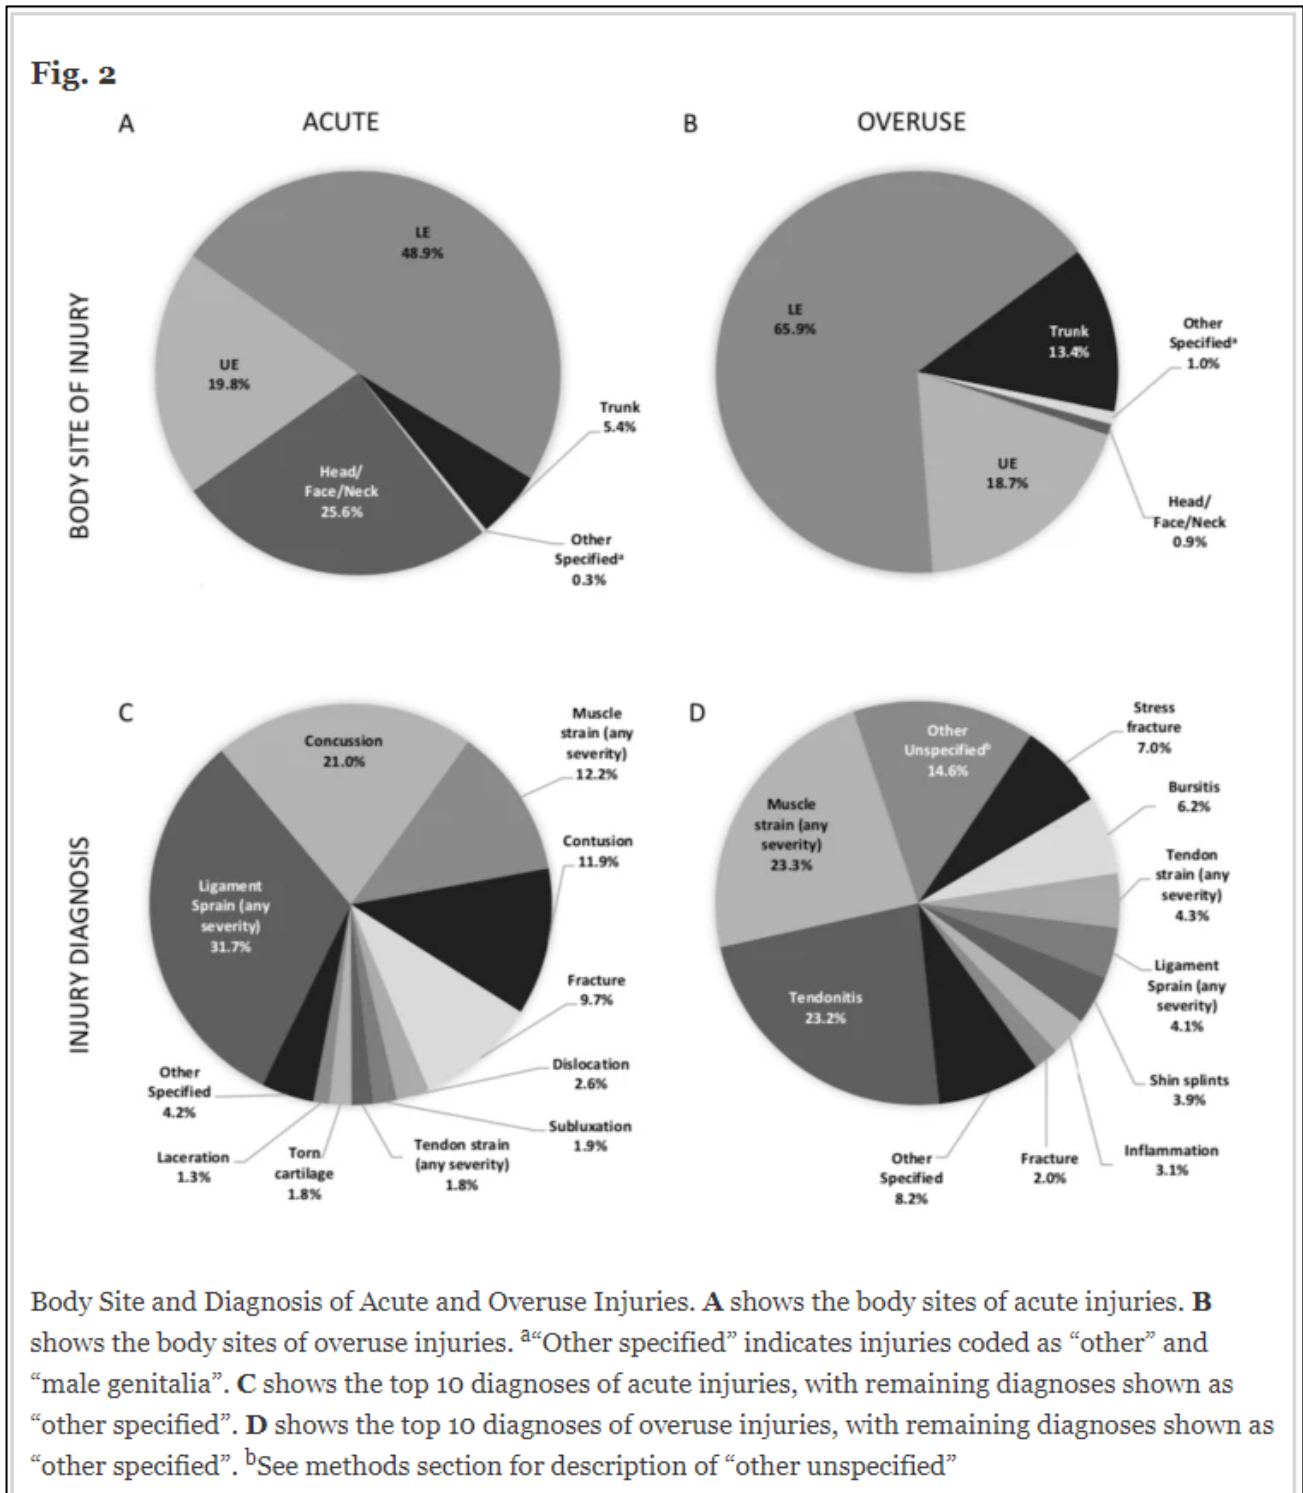 Fig. 2
A
ACUTE
B
OVERUSE
BODY SITE OF INJURY
LE
48.9%
UE
19.8%
Head/
Face/Neck
25.6%
Trunk
5.4%
Other
Specifiedᵃ
0.3%
LE
65.9%
Trunk
13.4%
Other
Specifiedᵃ
1.0%
UE
18.7%
Head/
Face/Neck
0.9%
INJURY DIAGNOSIS
C
Concussion
21.0%
Muscle
strain (any
severity)
12.2%
Contusion
11.9%
Ligament
Sprain (any
severity)
31.7%
Fracture
9.7%
Dislocation
2.6%
Subluxation
1.9%
Tendon strain
(any severity)
1.8%
Torn
cartilage
1.8%
Laceration
1.3%
Other
Specified
4.2%
D
Other
Unspecifiedᵇ
14.6%
Stress
fracture
7.0%
Bursitis
6.2%
Muscle
strain (any
severity)
23.3%
Tendon
strain (any
severity)
4.3%
Ligament
Sprain (any
severity)
4.1%
Tendonitis
23.2%
Shin splints
3.9%
Inflammation
3.1%
Fracture
2.0%
Other
Specified
8.2%
Body Site and Diagnosis of Acute and Overuse Injuries. A shows the body sites of acute injuries. B
shows the body sites of overuse injuries. ᵃ“Other specified” indicates injuries coded as “other” and
“male genitalia”. C shows the top 10 diagnoses of acute injuries, with remaining diagnoses shown as
“other specified”. D shows the top 10 diagnoses of overuse injuries, with remaining diagnoses shown as
“other specified”. ᵇSee methods section for description of “other unspecified”